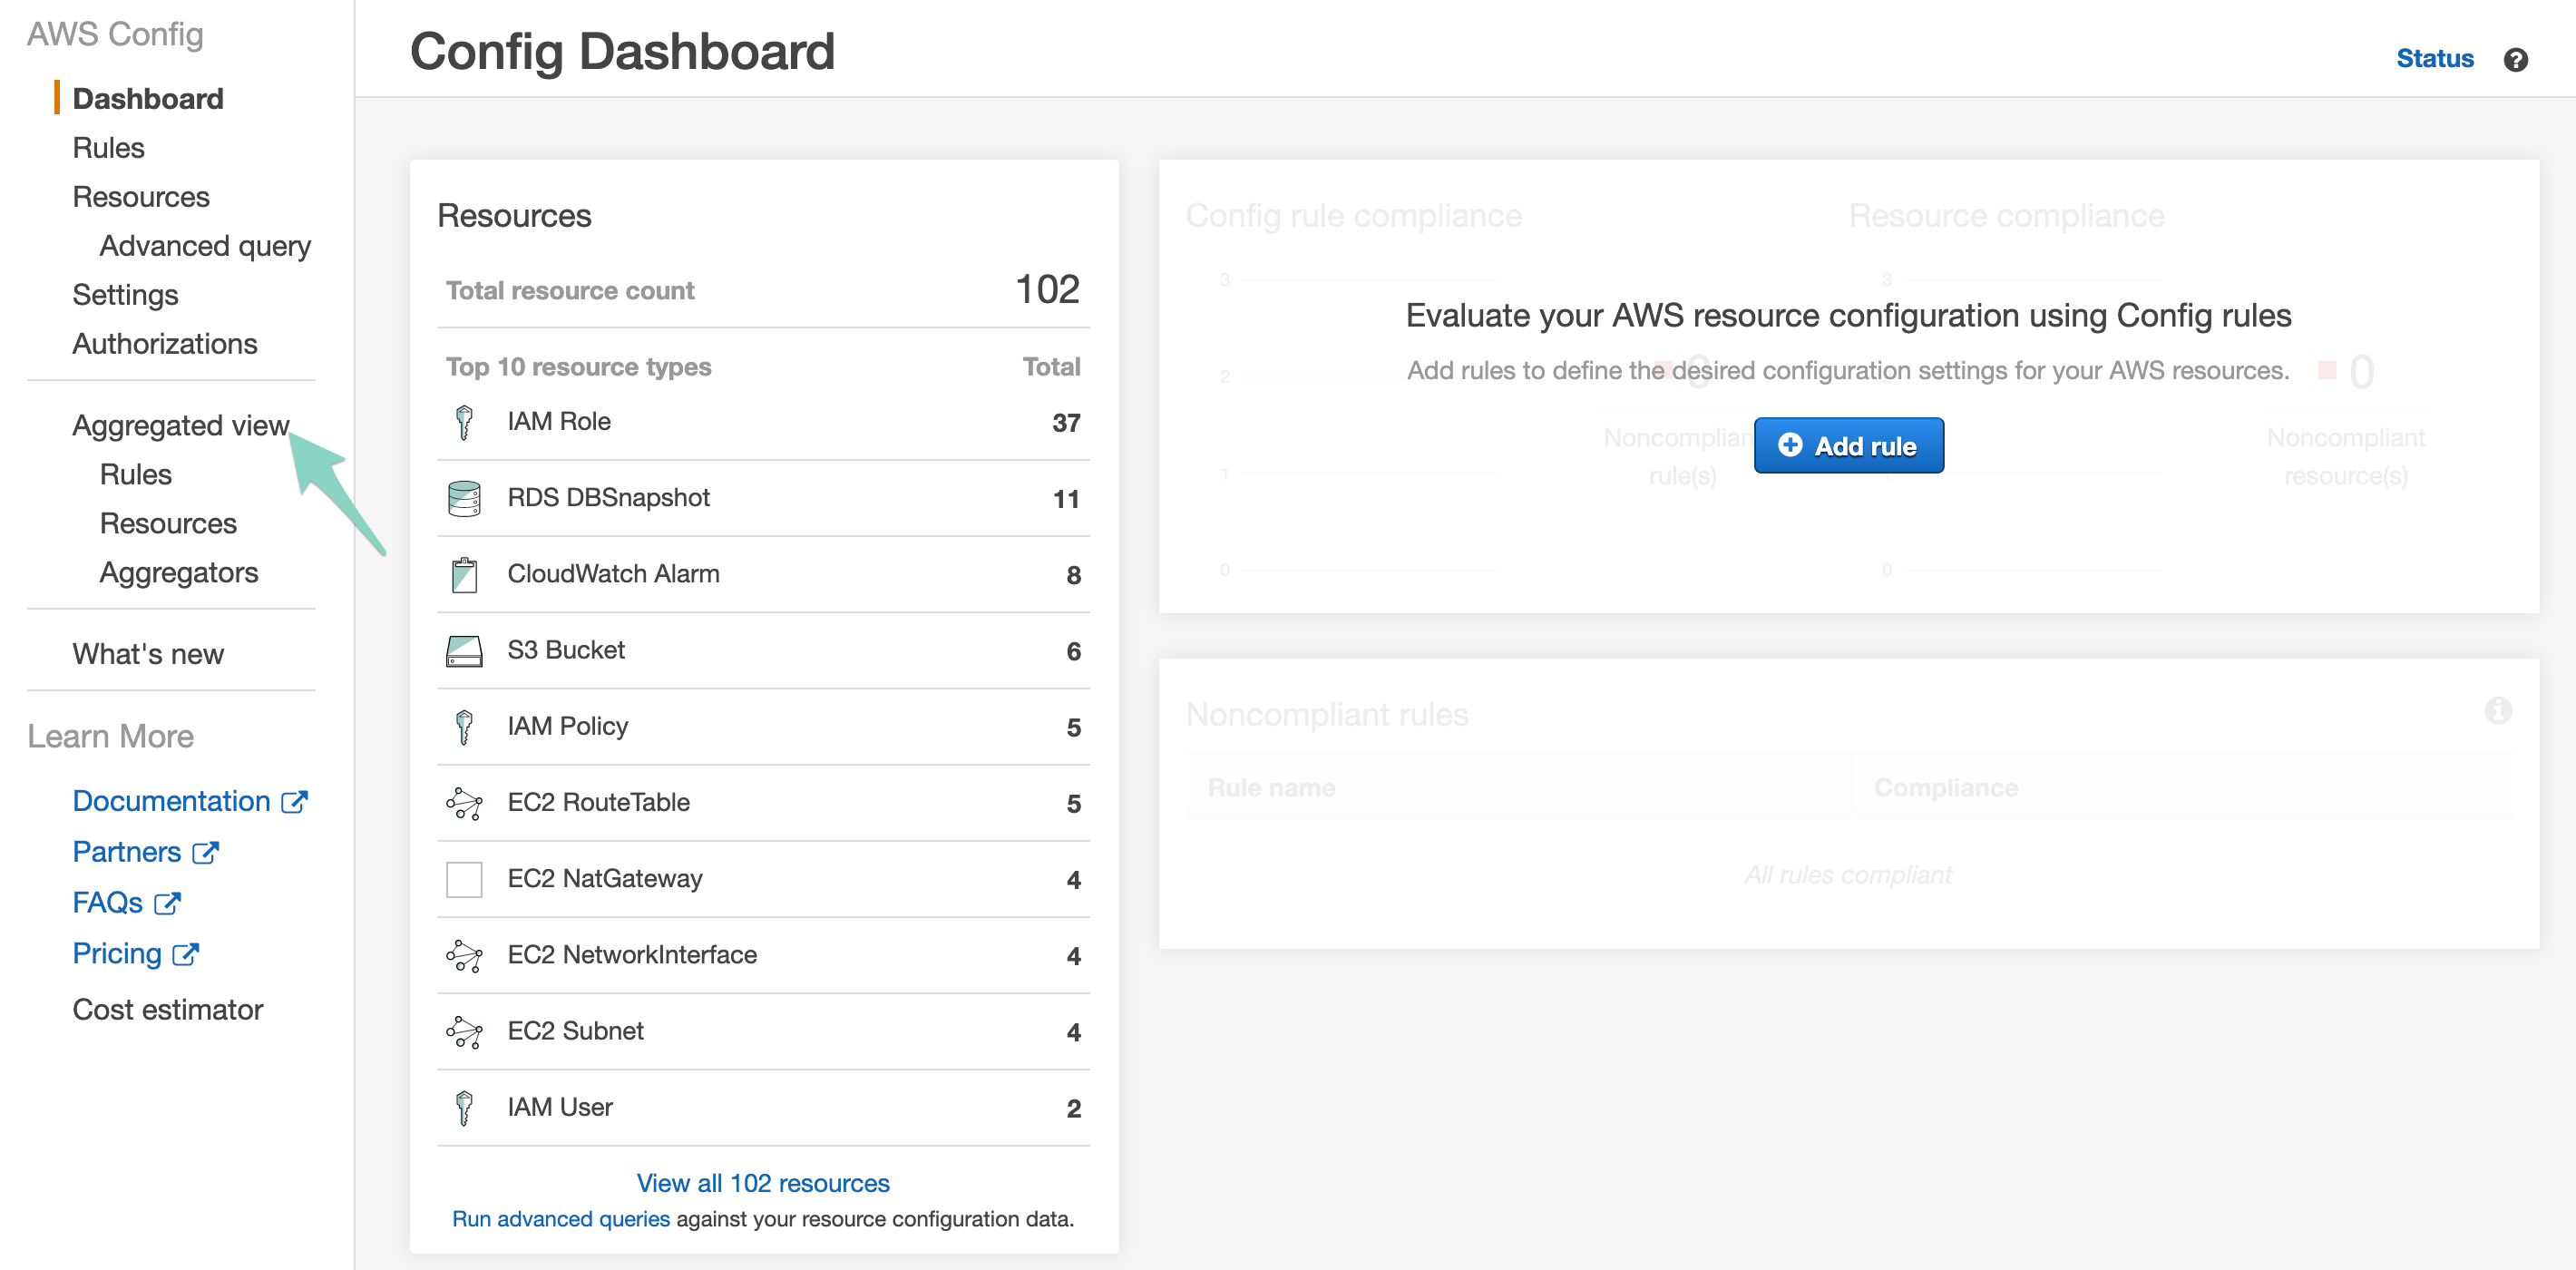 AWS Config
Dashboard
Rules
Resources
Advanced query
Settings
Authorizations
Aggregated view
Rules
Resources
Aggregators
What's new
Learn More
Documentation
Partners
FAQs
Pricing
Cost estimator
Config Dashboard
Status
?
Resources
Total resource count 102
Top 10 resource types Total
IAM Role 37
RDS DBSnapshot 11
CloudWatch Alarm 8
S3 Bucket 6
IAM Policy 5
EC2 RouteTable 5
EC2 NatGateway 4
EC2 NetworkInterface 4
EC2 Subnet 4
IAM User 2
View all 102 resources
Run advanced queries against your resource configuration data.
Config rule compliance Resource compliance
3 3
Evaluate your AWS resource configuration using Config rules
2 0 2 0
Add rules to define the desired configuration settings for your AWS resources.
Add rule
Noncompliant Noncompliant
1 rule(s) 1 resource(s)
0 0
Noncompliant rules
Rule name Compliance
All rules compliant